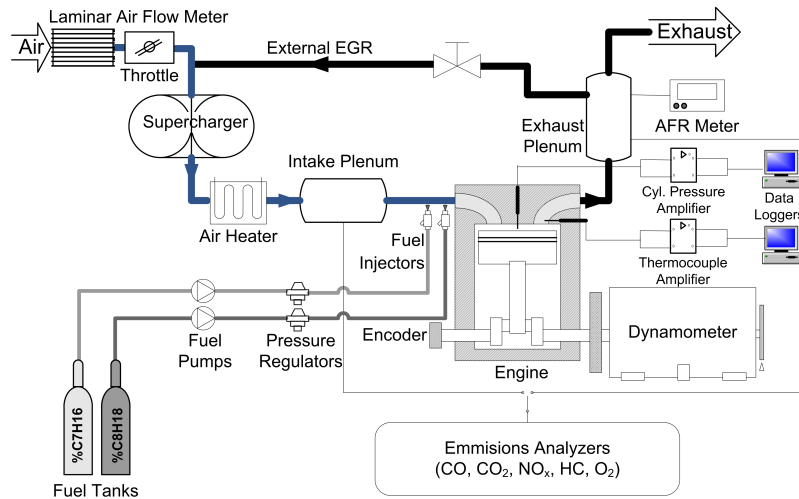 Laminar Air Flow Meter
Air
Throttle
External EGR
Exhaust
Supercharger
Exhaust
Plenum
AFR Meter
Intake Plenum
Air Heater
Cyl. Pressure
Amplifier
Data
Loggers
Fuel
Injectors
Thermocouple
Amplifier
Fuel
Pumps
Pressure
Regulators
Encoder
Dynamometer
Engine
%C7H16
%C8H18
Fuel Tanks
Emmisions Analyzers
(CO, CO₂, NOₓ, HC, O₂)